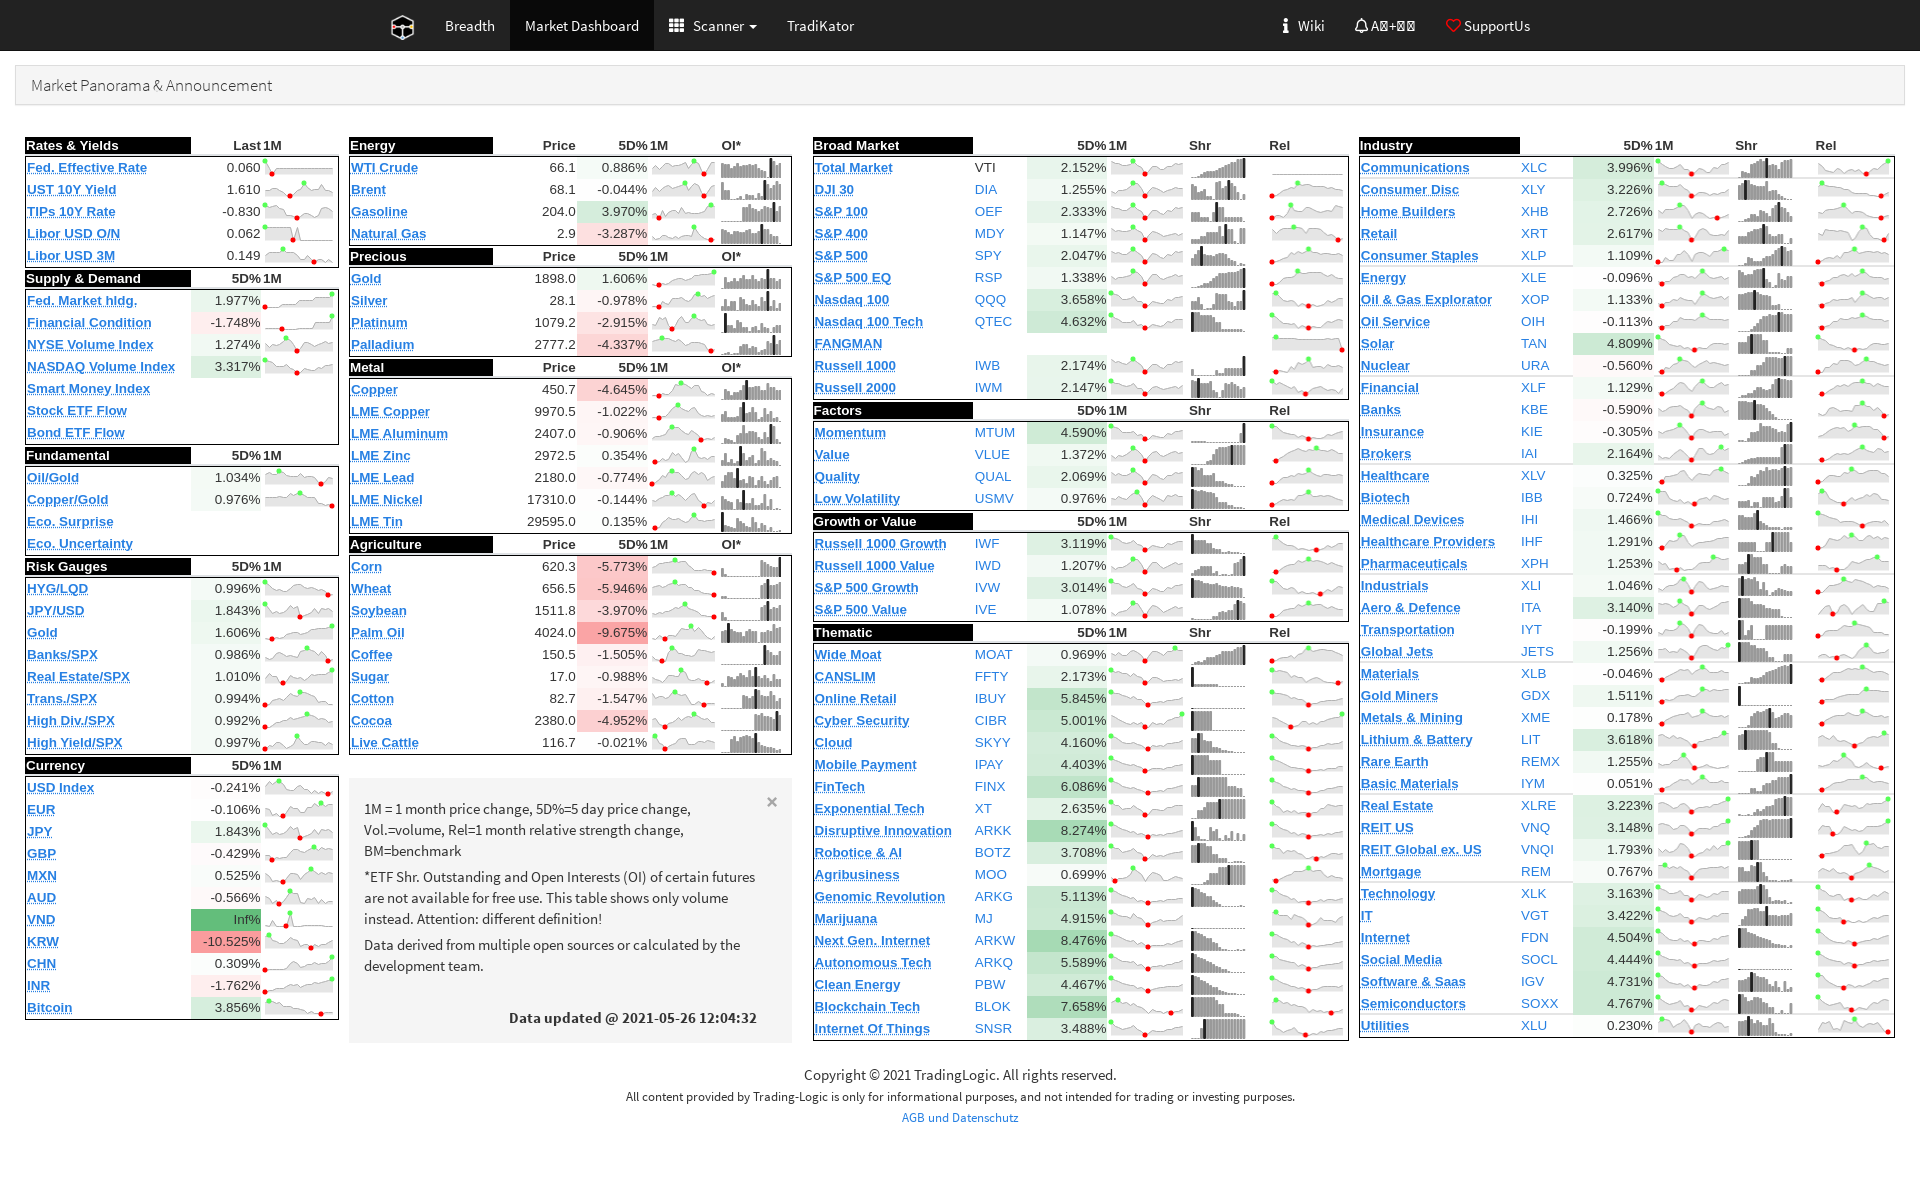 Breadth Market Dashboard Scanner TradiKator Wiki SupportUs
Market Panorama & Announcement
Rates & Yields Last 1M
Fed. Effective Rate 0.060
UST 10Y Yield 1.610
TIPs 10Y Rate -0.830
Libor USD O/N 0.062
Libor USD 3M 0.149
Supply & Demand 5D% 1M
Fed. Market hldg. 1.977%
Financial Condition -1.748%
NYSE Volume Index 1.274%
NASDAQ Volume Index 3.317%
Smart Money Index
Stock ETF Flow
Bond ETF Flow
Fundamental 5D% 1M
Oil/Gold 1.034%
Copper/Gold 0.976%
Eco. Surprise
Eco. Uncertainty
Risk Gauges 5D% 1M
HYG/LQD 0.996%
JPY/USD 1.843%
Gold 1.606%
Banks/SPX 0.986%
Real Estate/SPX 1.010%
Trans./SPX 0.994%
High Div./SPX 0.992%
High Yield/SPX 0.997%
Currency 5D% 1M
USD Index -0.241%
EUR -0.106%
JPY 1.843%
GBP -0.429%
MXN 0.525%
AUD -0.566%
VND Inf%
KRW -10.525%
CHN 0.309%
INR -1.762%
Bitcoin 3.856%
Energy Price 5D% 1M OI*
WTI Crude 66.1 0.886%
Brent 68.1 -0.044%
Gasoline 204.0 3.970%
Natural Gas 2.9 -3.287%
Precious Price 5D% 1M OI*
Gold 1898.0 1.606%
Silver 28.1 -0.978%
Platinum 1079.2 -2.915%
Palladium 2777.2 -4.337%
Metal Price 5D% 1M OI*
Copper 450.7 -4.645%
LME Copper 9970.5 -1.022%
LME Aluminum 2407.0 -0.906%
LME Zinc 2972.5 0.354%
LME Lead 2180.0 -0.774%
LME Nickel 17310.0 -0.144%
LME Tin 29595.0 0.135%
Agriculture Price 5D% 1M OI*
Corn 620.3 -5.773%
Wheat 656.5 -5.946%
Soybean 1511.8 -3.970%
Palm Oil 4024.0 -9.675%
Coffee 150.5 -1.505%
Sugar 17.0 -0.988%
Cotton 82.7 -1.547%
Cocoa 2380.0 -4.952%
Live Cattle 116.7 -0.021%
×
1M = 1 month price change, 5D%=5 day price change,
Vol.=volume, Rel=1 month relative strength change,
BM=benchmark
*ETF Shr. Outstanding and Open Interests (OI) of certain futures
are not available for free use. This table shows only volume
instead. Attention: different definition!
Data derived from multiple open sources or calculated by the
development team.
Data updated @ 2021-05-26 12:04:32
Broad Market 5D% 1M Shr Rel
Total Market VTI 2.152%
DJI 30 DIA 1.255%
S&P 100 OEF 2.333%
S&P 400 MDY 1.147%
S&P 500 SPY 2.047%
S&P 500 EQ RSP 1.338%
Nasdaq 100 QQQ 3.658%
Nasdaq 100 Tech QTEC 4.632%
FANGMAN
Russell 1000 IWB 2.174%
Russell 2000 IWM 2.147%
Factors 5D% 1M Shr Rel
Momentum MTUM 4.590%
Value VLUE 1.372%
Quality QUAL 2.069%
Low Volatility USMV 0.976%
Growth or Value 5D% 1M Shr Rel
Russell 1000 Growth IWF 3.119%
Russell 1000 Value IWD 1.207%
S&P 500 Growth IVW 3.014%
S&P 500 Value IVE 1.078%
Thematic 5D% 1M Shr Rel
Wide Moat MOAT 0.969%
CANSLIM FFTY 2.173%
Online Retail IBUY 5.845%
Cyber Security CIBR 5.001%
Cloud SKYY 4.160%
Mobile Payment IPAY 4.403%
FinTech FINX 6.086%
Exponential Tech XT 2.635%
Disruptive Innovation ARKK 8.274%
Robotice & AI BOTZ 3.708%
Agribusiness MOO 0.699%
Genomic Revolution ARKG 5.113%
Marijuana MJ 4.915%
Next Gen. Internet ARKW 8.476%
Autonomous Tech ARKQ 5.589%
Clean Energy PBW 4.467%
Blockchain Tech BLOK 7.658%
Internet Of Things SNSR 3.488%
Industry 5D% 1M Shr Rel
Communications XLC 3.996%
Consumer Disc XLY 3.226%
Home Builders XHB 2.726%
Retail XRT 2.617%
Consumer Staples XLP 1.109%
Energy XLE -0.096%
Oil & Gas Explorator XOP 1.133%
Oil Service OIH -0.113%
Solar TAN 4.809%
Nuclear URA -0.560%
Financial XLF 1.129%
Banks KBE -0.590%
Insurance KIE -0.305%
Brokers IAI 2.164%
Healthcare XLV 0.325%
Biotech IBB 0.724%
Medical Devices IHI 1.466%
Healthcare Providers IHF 1.291%
Pharmaceuticals XPH 1.253%
Industrials XLI 1.046%
Aero & Defence ITA 3.140%
Transportation IYT -0.199%
Global Jets JETS 1.256%
Materials XLB -0.046%
Gold Miners GDX 1.511%
Metals & Mining XME 0.178%
Lithium & Battery LIT 3.618%
Rare Earth REMX 1.255%
Basic Materials IYM 0.051%
Real Estate XLRE 3.223%
REIT US VNQ 3.148%
REIT Global ex. US VNQI 1.793%
Mortgage REM 0.767%
Technology XLK 3.163%
IT VGT 3.422%
Internet FDN 4.504%
Social Media SOCL 4.444%
Software & Saas IGV 4.731%
Semiconductors SOXX 4.767%
Utilities XLU 0.230%
Copyright © 2021 TradingLogic. All rights reserved.
All content provided by Trading-Logic is only for informational purposes, and not intended for trading or investing purposes.
AGB und Datenschutz